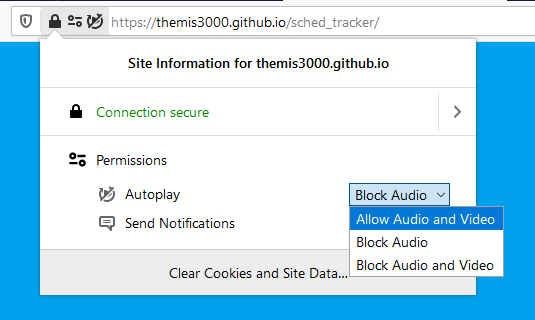 https://themis3000.github.io/sched_tracker/
Site Information for themis3000.github.io
Connection secure
Permissions
Autoplay
Block Audio
Allow Audio and Video
Send Notifications
Block Audio
Block Audio and Video
Clear Cookies and Site Data...